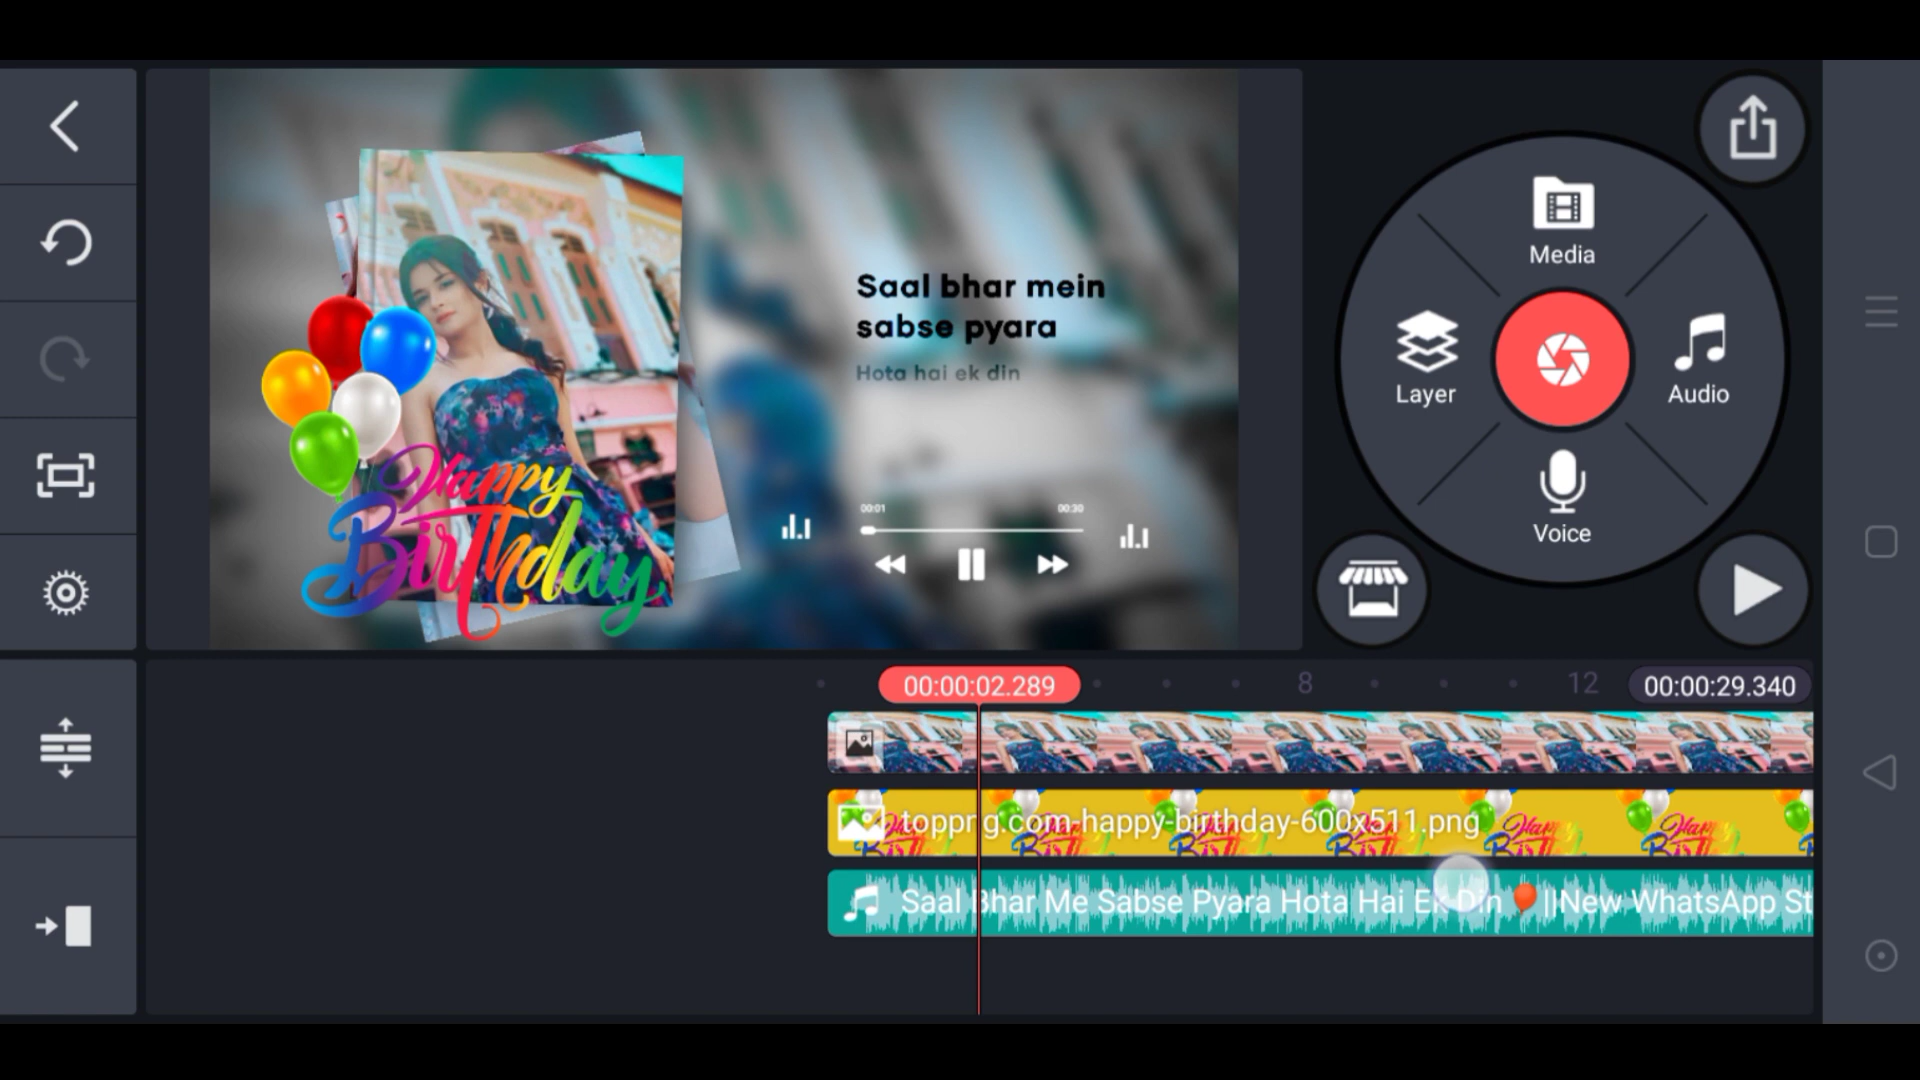 Saal bhar mein
sabse pyara
Hota hai ek din
00:01
00:30
Happy
Birthday
Media
Layer
Audio
Voice
00:00:02.289
8
12
00:00:29.340
toppng.com-happy-birthday-600x511.png
Saal Bhar Me Sabse Pyara Hota Hai Ek Din 🎈||New WhatsApp St